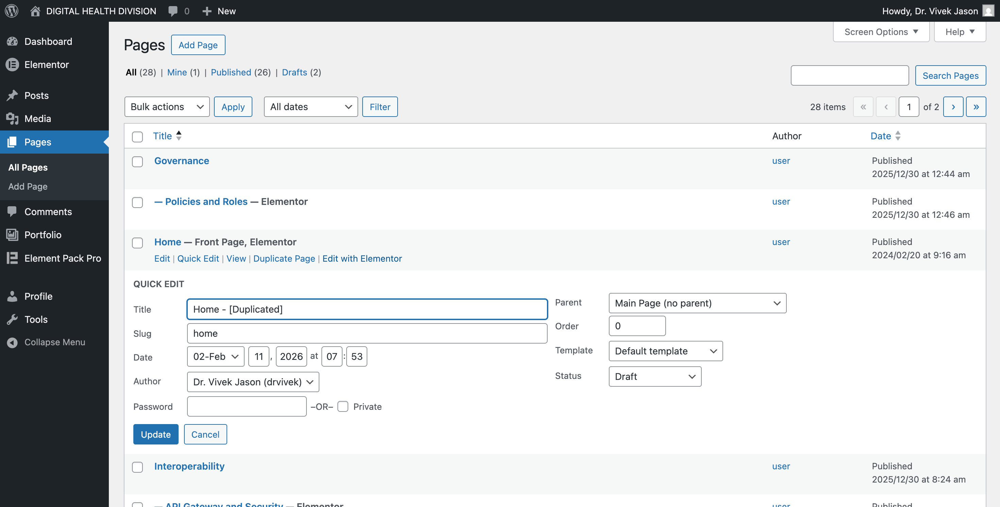 DIGITAL HEALTH DIVISION 0 New Howdy, Dr. Vivek Jason
Dashboard
Elementor
Posts
Media
Pages
All Pages
Add Page
Comments
Portfolio
Element Pack Pro
Profile
Tools
Collapse Menu
Screen Options Help
Pages Add Page
All (28) | Mine (1) | Published (26) | Drafts (2)
Search Pages
Bulk actions Apply All dates Filter 28 items « ‹ 1 of 2 › »
Title Author Date
Governance user Published
2025/12/30 at 12:44 am
— Policies and Roles — Elementor user Published
2025/12/30 at 12:46 am
Home — Front Page, Elementor user Published
2024/02/20 at 9:16 am
Edit | Quick Edit | View | Duplicate Page | Edit with Elementor
QUICK EDIT
Title Home - [Duplicated]
Slug home
Date 02-Feb 11 , 2026 at 07 : 53
Author Dr. Vivek Jason (drvivek)
Password –OR– Private
Parent Main Page (no parent)
Order 0
Template Default template
Status Draft
Update Cancel
Interoperability user Published
2025/12/30 at 8:24 am
— API Gateway and Security — Elementor user Published